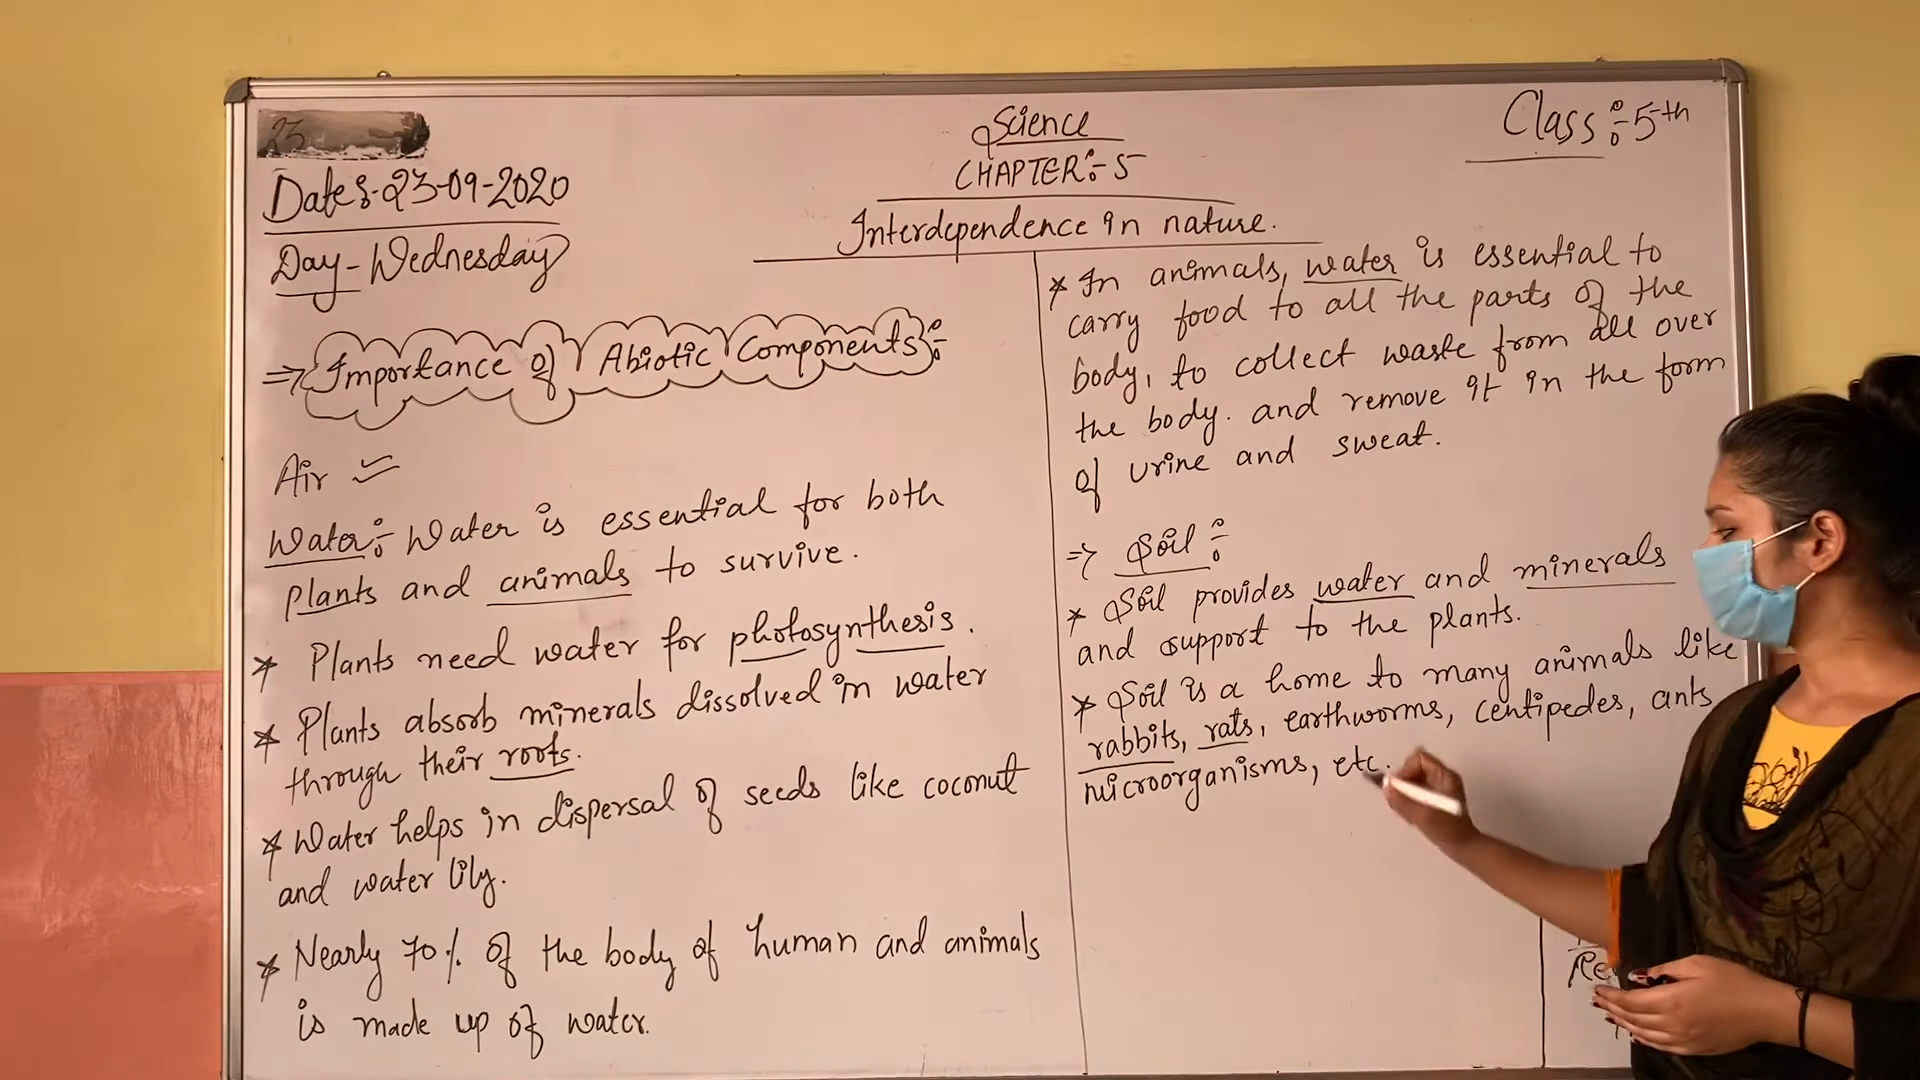 23
Science
Class:- 5th
CHAPTER:- 5
Date:-23-09-2020
Interdependence in nature.
Day-Wednesday
=> Importance of Abiotic Components:-
Air
Water:- Water is essential for both
plants and animals to survive.
* Plants need water for photosynthesis.
* Plants absorb minerals dissolved in water
through their roots.
* Water helps in dispersal of seeds like coconut
and water lily.
* Nearly 70% of the body of human and animals
is made up of water.
* In animals, water is essential to
carry food to all the parts of the
body, to collect waste from all over
the body. and remove it in the form
of urine and sweat.
=> Soil :-
* Soil provides water and minerals
and support to the plants.
* Soil is a home to many animals like
rabbits, rats, earthworms, centipedes, ants
microorganisms, etc.